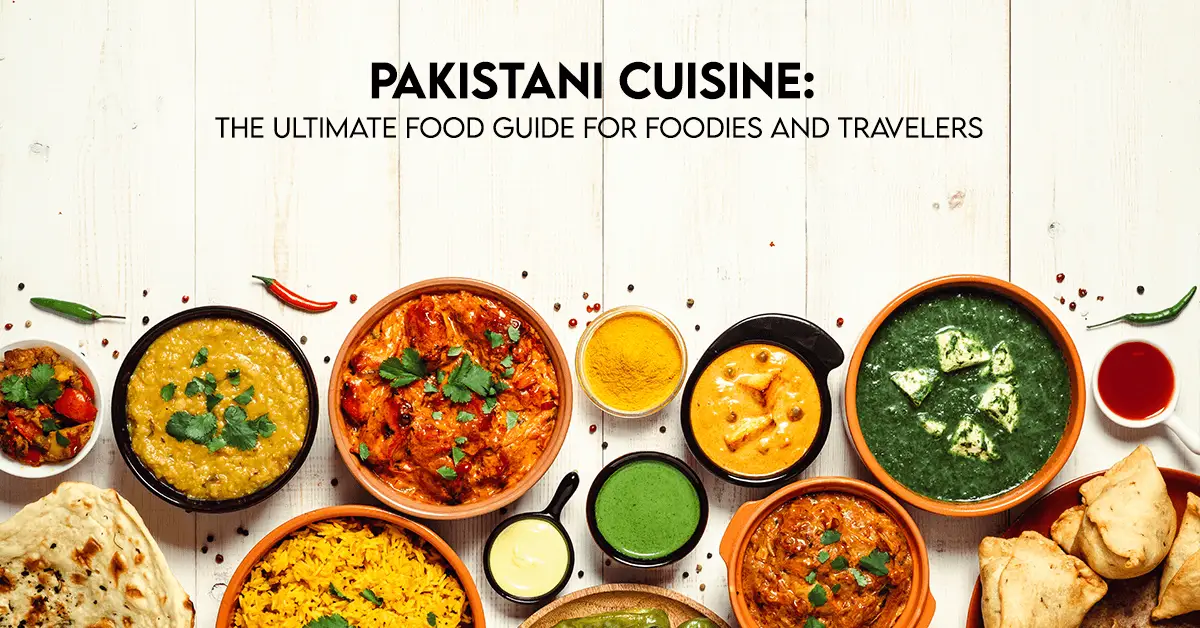 PAKISTANI CUISINE:
THE ULTIMATE FOOD GUIDE FOR FOODIES AND TRAVELERS